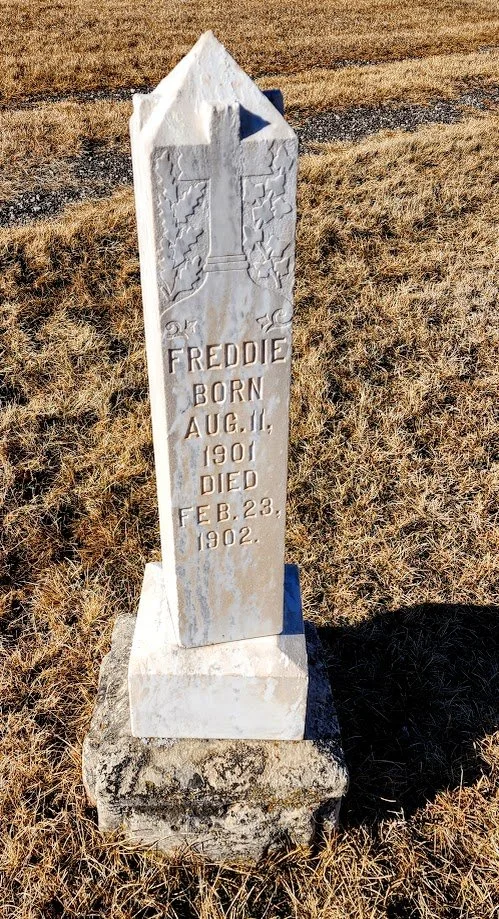 FREDDIE
BORN
AUG. 11,
1901
DIED
FEB. 23,
1902.